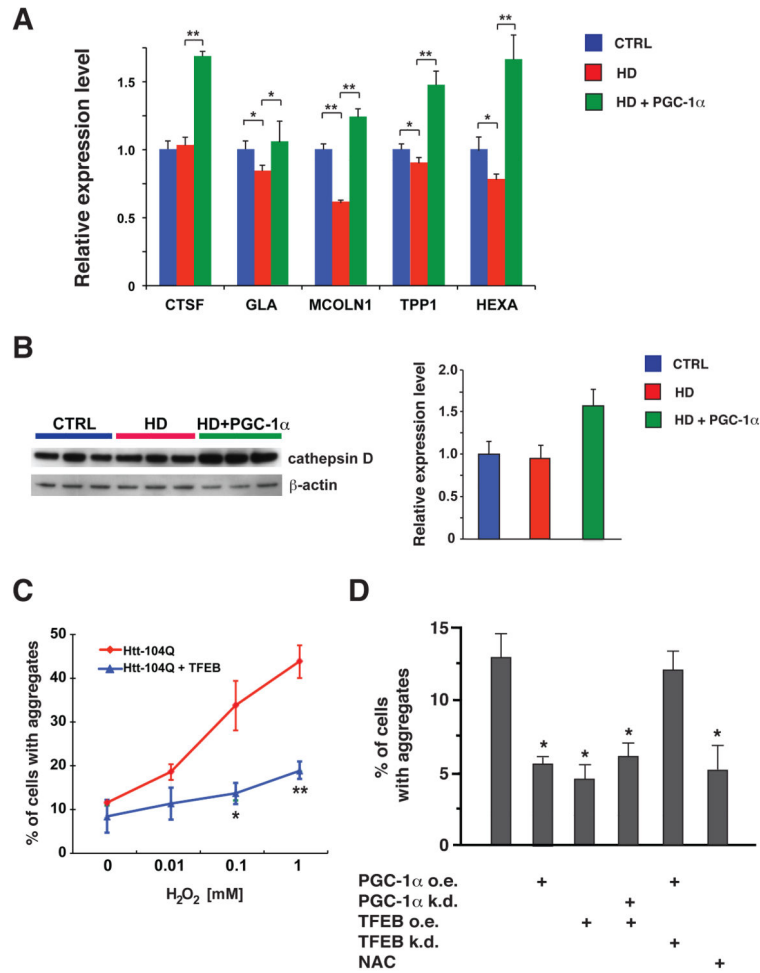 A
Relative expression level
1.5
1.0
0.5
0
** * * ** ** * ** * **
CTSF GLA MCOLN1 TPP1 HEXA
CTRL
HD
HD + PGC-1α
B
CTRL HD HD+PGC-1α
cathepsin D
β-actin
Relative expression level
2.0
1.5
1.0
0.5
0
CTRL
HD
HD + PGC-1α
C
% of cells with aggregates
50
40
30
20
10
0
Htt-104Q
Htt-104Q + TFEB
*
**
0 0.01 0.1 1
H₂O₂ [mM]
D
% of cells
with aggregates
15
10
5
0
* * * *
PGC-1α o.e. + +
PGC-1α k.d. +
TFEB o.e. + +
TFEB k.d. +
NAC +